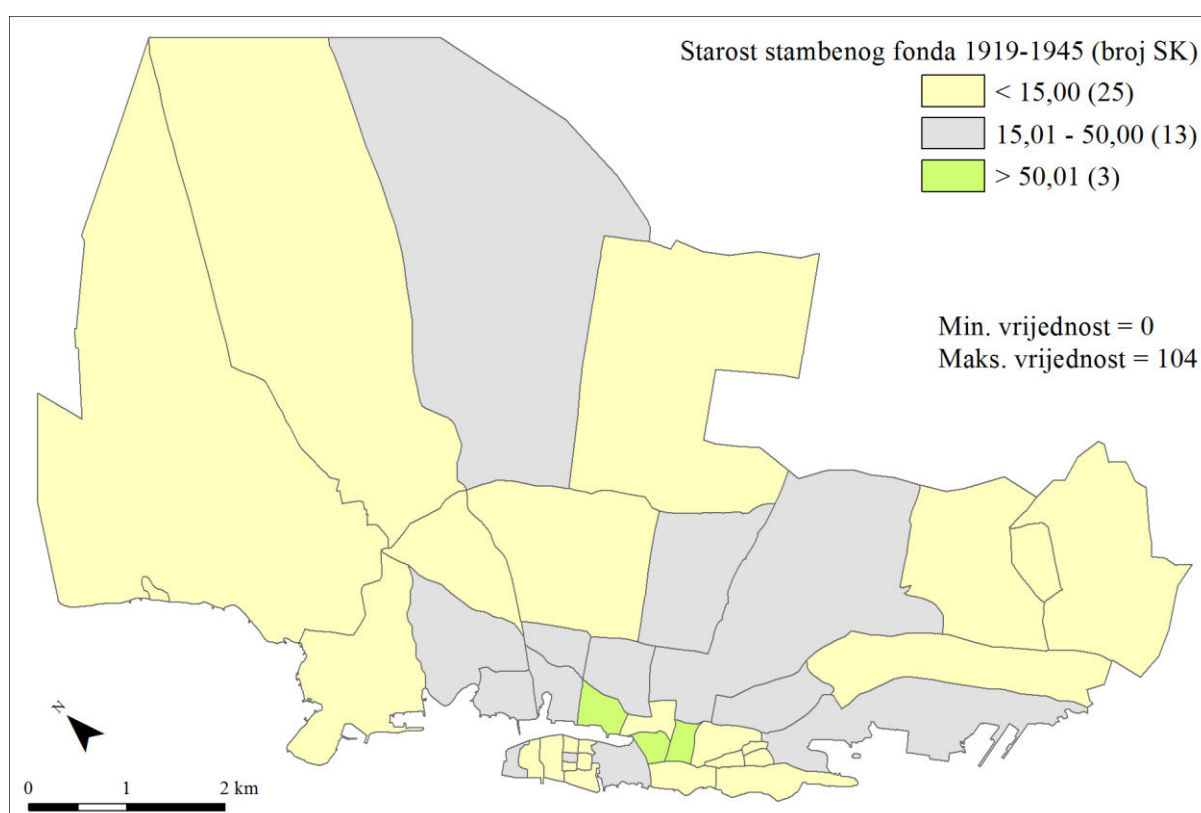 Starost stambenog fonda 1919-1945 (broj SK)
< 15,00 (25)
15,01 - 50,00 (13)
> 50,01 (3)
Min. vrijednost = 0
Maks. vrijednost = 104
N
0 1 2 km